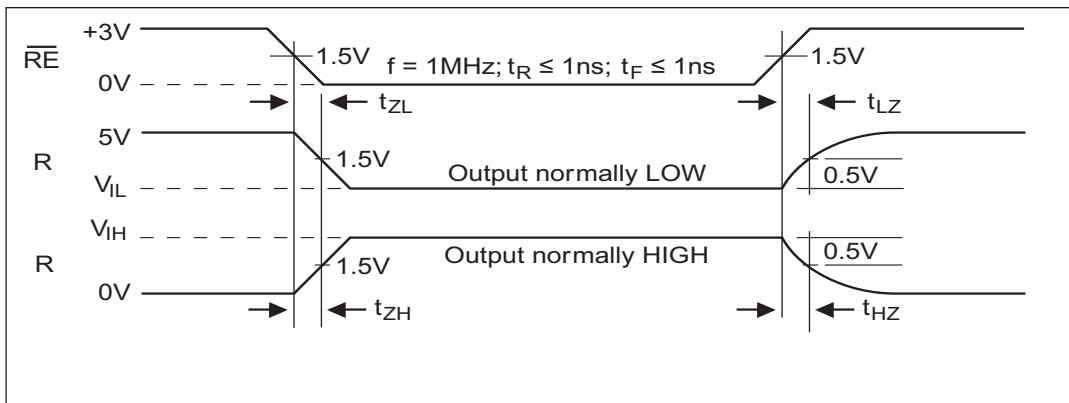 +3V
R̅E̅ 1.5V f = 1MHz; tR ≤ 1ns; tF ≤ 1ns 1.5V
0V
tZL tLZ
5V
R 1.5V Output normally LOW 0.5V
VIL
VIH
R 1.5V Output normally HIGH 0.5V
0V
tZH tHZ